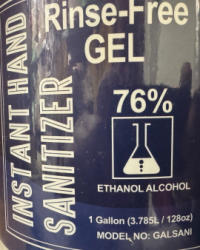 INSTANT HAND
SANITIZER
Rinse-Free
GEL
76%
ETHANOL ALCOHOL
1 Gallon (3.785L / 128oz)
MODEL NO: GALSANI